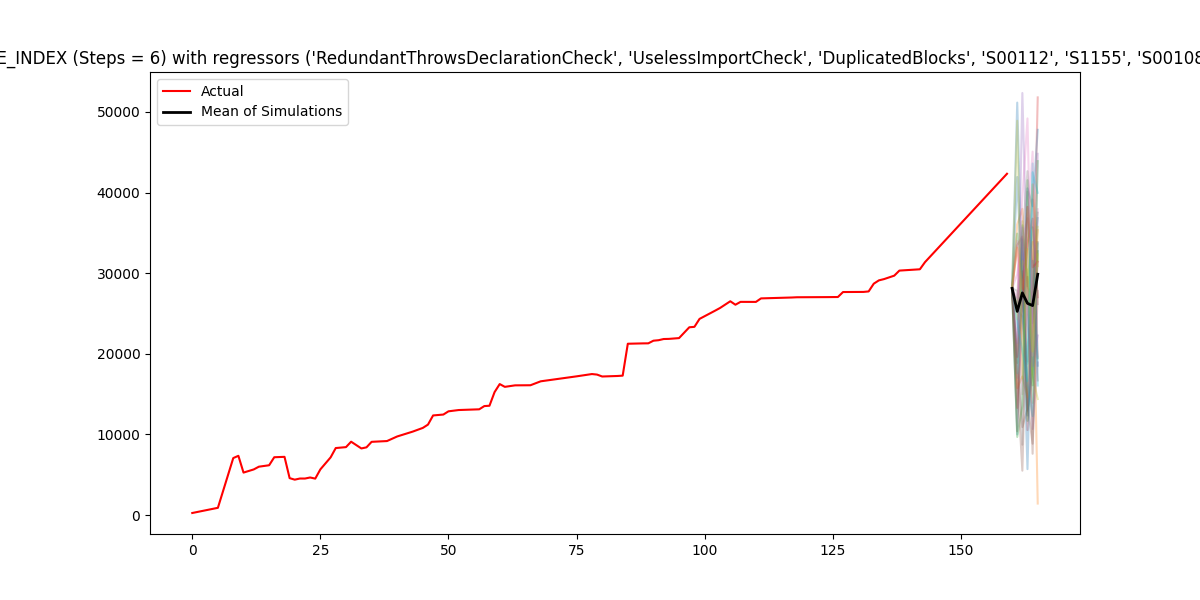 E_INDEX (Steps = 6) with regressors ('RedundantThrowsDeclarationCheck', 'UselessImportCheck', 'DuplicatedBlocks', 'S00112', 'S1155', 'S00108
Actual
Mean of Simulations
50000
40000
30000
20000
10000
0
0 25 50 75 100 125 150